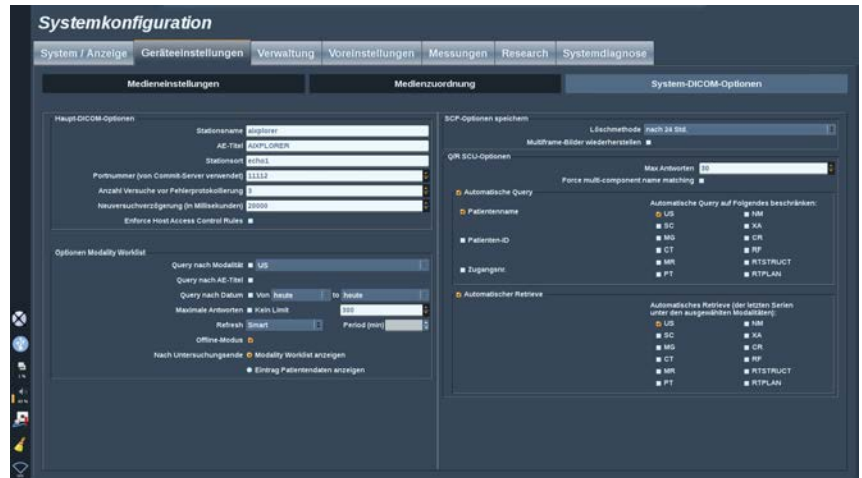 Systemkonfiguration
System / Anzeige Geräteeinstellungen Verwaltung Voreinstellungen Messungen Research Systemdiagnose
Medieneinstellungen Medienzuordnung System-DICOM-Optionen
Haupt-DICOM-Optionen
Stationsname aixplorer
AE-Titel AIXPLORER
Stationsort echo1
Portnummer (von Commit-Server verwendet) 11112
Anzahl Versuche vor Fehlerprotokollierung 3
Neuversuchverzögerung (in Millisekunden) 20000
Enforce Host Access Control Rules
Optionen Modality Worklist
Query nach Modalität US
Query nach AE-Titel
Query nach Datum Von heute to heute
Maximale Antworten Kein Limit 300
Refresh Smart Period (min)
Offline-Modus
Nach Untersuchungsende Modality Worklist anzeigen
Eintrag Patientendaten anzeigen
SCP-Optionen speichern
Löschmethode nach 24 Std.
Multiframe-Bilder wiederherstellen
Q/R SCU-Optionen
Max Antworten
Force multi-component name matching
Automatische Query
Automatische Query auf Folgendes beschränken:
Patientenname
US NM
SC XA
Patienten-ID
MG CR
CT RF
Zugangsnr.
MR RTSTRUCT
PT RTPLAN
Automatischer Retrieve
Automatisches Retrieve (der letzten Serien
unter den ausgewählten Modalitäten):
US NM
SC XA
MG CR
CT RF
MR RTSTRUCT
PT RTPLAN